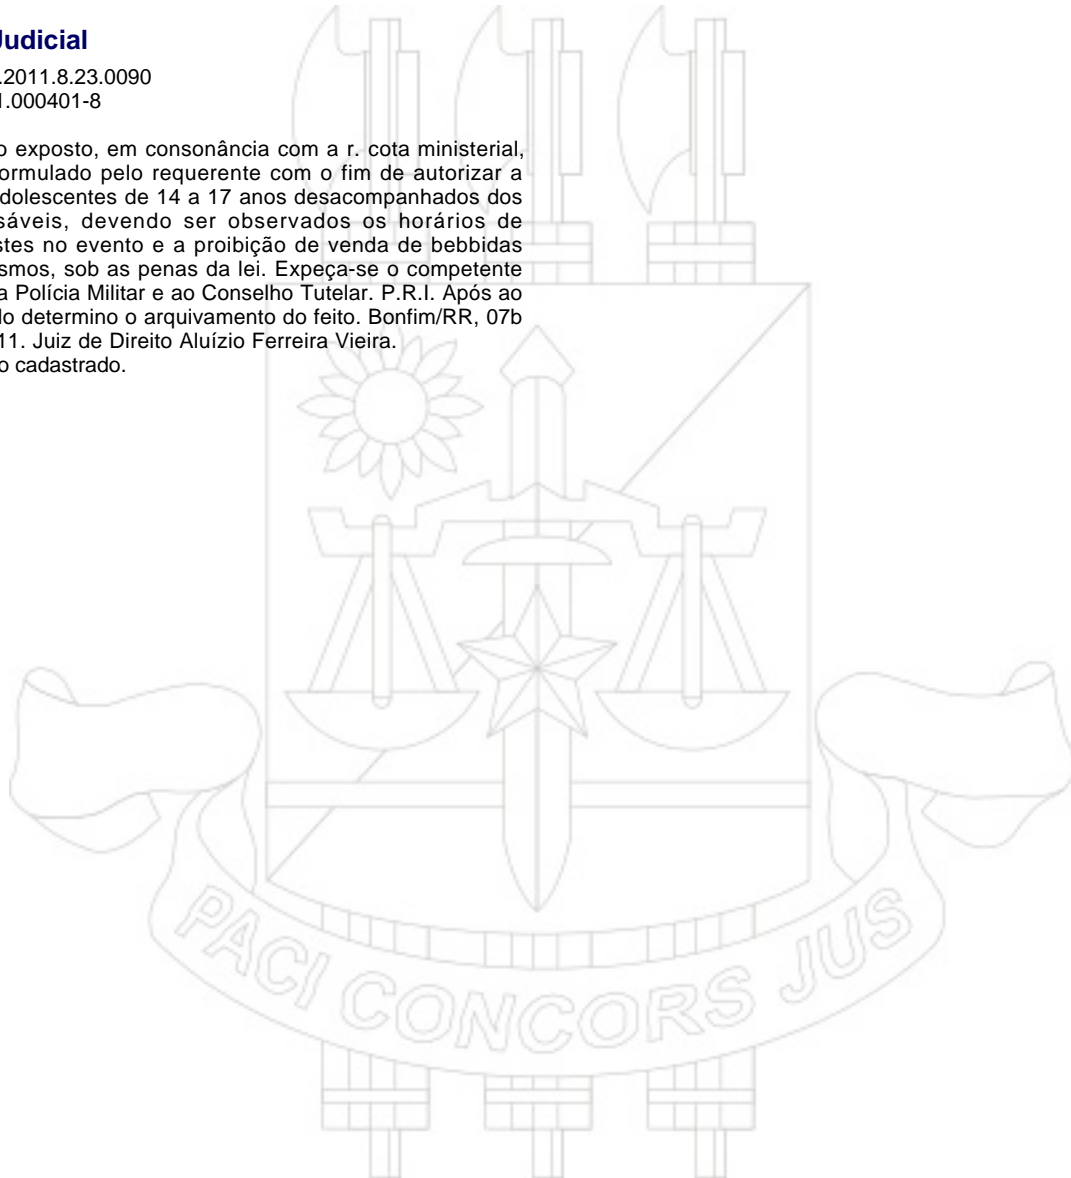 Judicial
.2011.8.23.0090
1.000401-8
o exposto, em consonância com a r. cota ministerial,
ormulado pelo requerente com o fim de autorizar a
dolescentes de 14 a 17 anos desacompanhados dos
sáveis, devendo ser observados os horários de
stes no evento e a proibição de venda de bebbidas
smos, sob as penas da lei. Expeça-se o competente
a Polícia Militar e ao Conselho Tutelar. P.R.I. Após ao
do determino o arquivamento do feito. Bonfim/RR, 07b
11. Juiz de Direito Aluízio Ferreira Vieira.
o cadastrado.
PACI CONCORS JUS